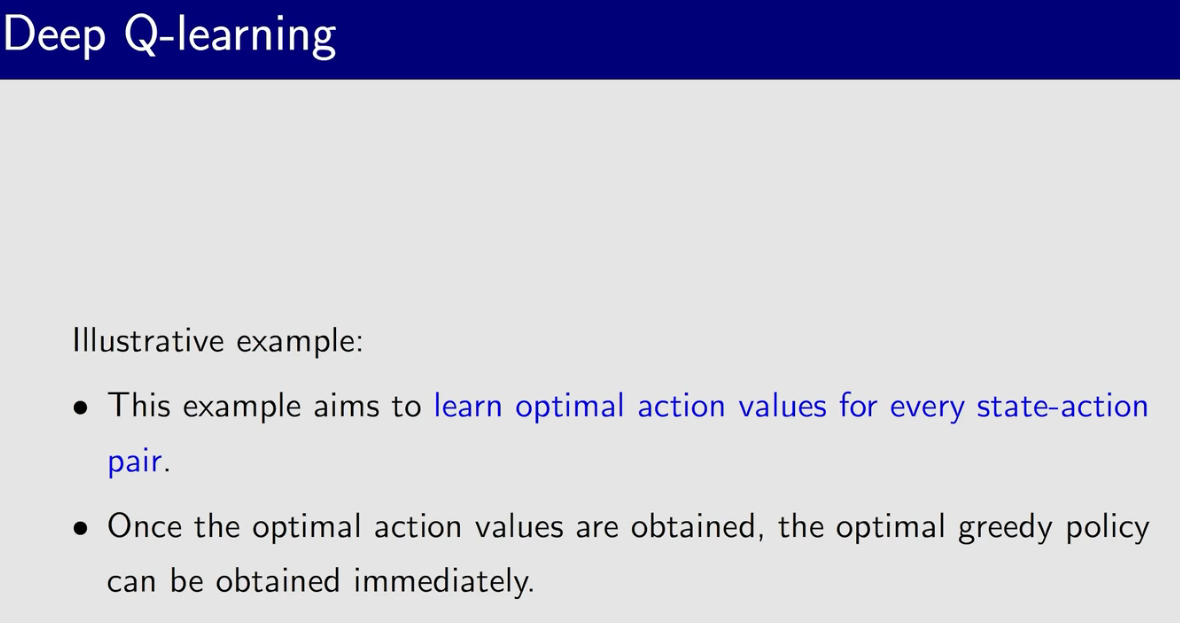 Deep Q-learning
Illustrative example:
• This example aims to learn optimal action values for every state-action
pair.
• Once the optimal action values are obtained, the optimal greedy policy
can be obtained immediately.